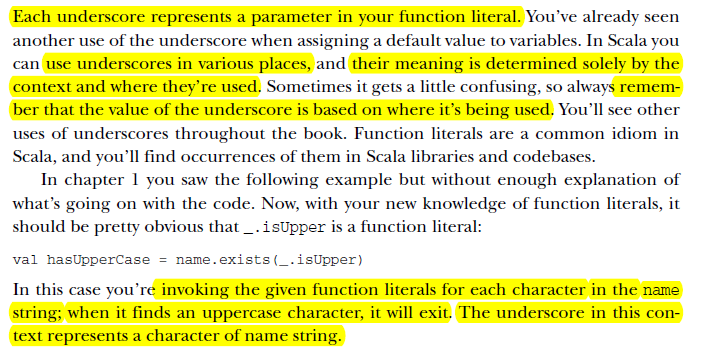 Each underscore represents a parameter in your function literal. You've already seen
another use of the underscore when assigning a default value to variables. In Scala you
can use underscores in various places, and their meaning is determined solely by the
context and where they're used. Sometimes it gets a little confusing, so always remem-
ber that the value of the underscore is based on where it's being used. You'll see other
uses of underscores throughout the book. Function literals are a common idiom in
Scala, and you'll find occurrences of them in Scala libraries and codebases.
In chapter 1 you saw the following example but without enough explanation of
what's going on with the code. Now, with your new knowledge of function literals, it
should be pretty obvious that _.isUpper is a function literal:
val hasUpperCase = name.exists(_.isUpper)
In this case you're invoking the given function literals for each character in the name
string; when it finds an uppercase character, it will exit. The underscore in this con-
text represents a character of name string.